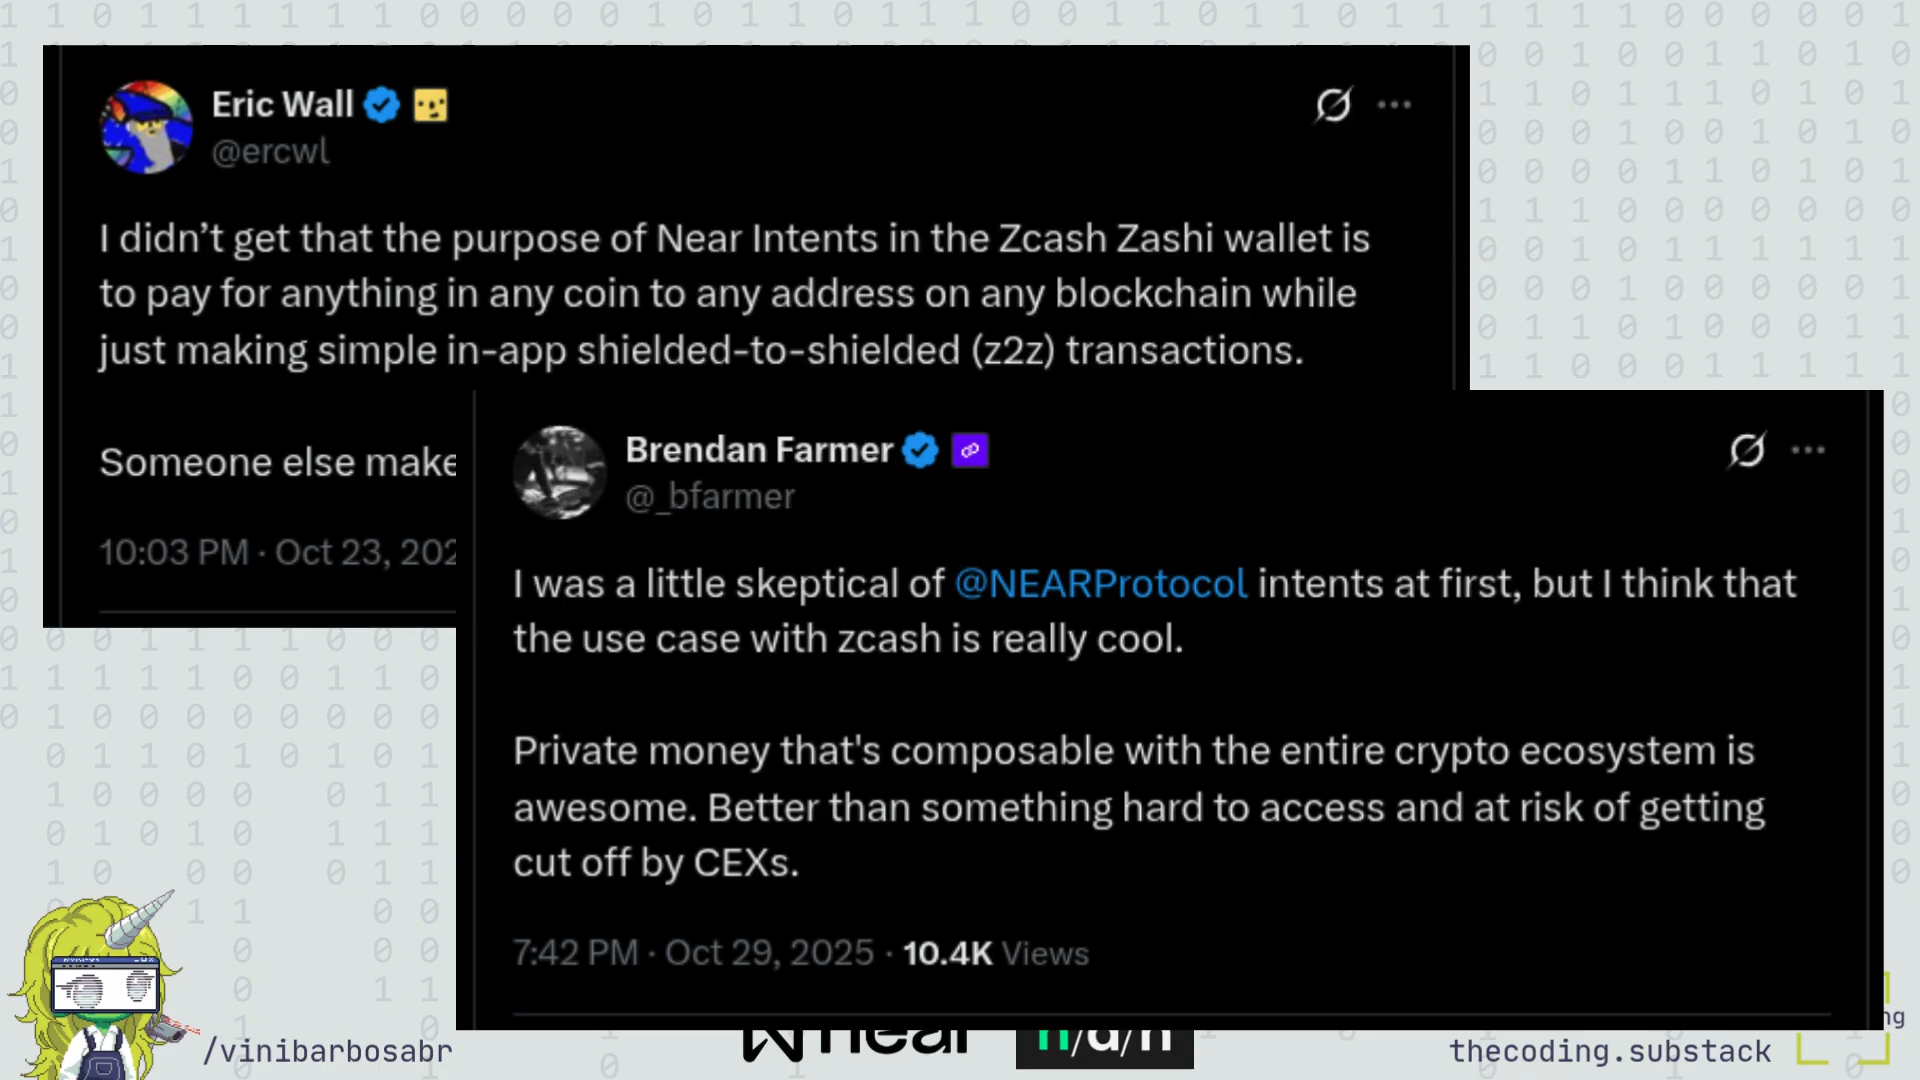 Eric Wall
@ercwl
I didn’t get that the purpose of Near Intents in the Zcash Zashi wallet is
to pay for anything in any coin to any address on any blockchain while
just making simple in-app shielded-to-shielded (z2z) transactions.
Someone else make
10:03 PM · Oct 23, 202
Brendan Farmer
@_bfarmer
I was a little skeptical of @NEARProtocol intents at first, but I think that
the use case with zcash is really cool.
Private money that's composable with the entire crypto ecosystem is
awesome. Better than something hard to access and at risk of getting
cut off by CEXs.
7:42 PM · Oct 29, 2025 · 10.4K Views
/vinibarbosabr
near
n/a/n
thecoding.substack
ng